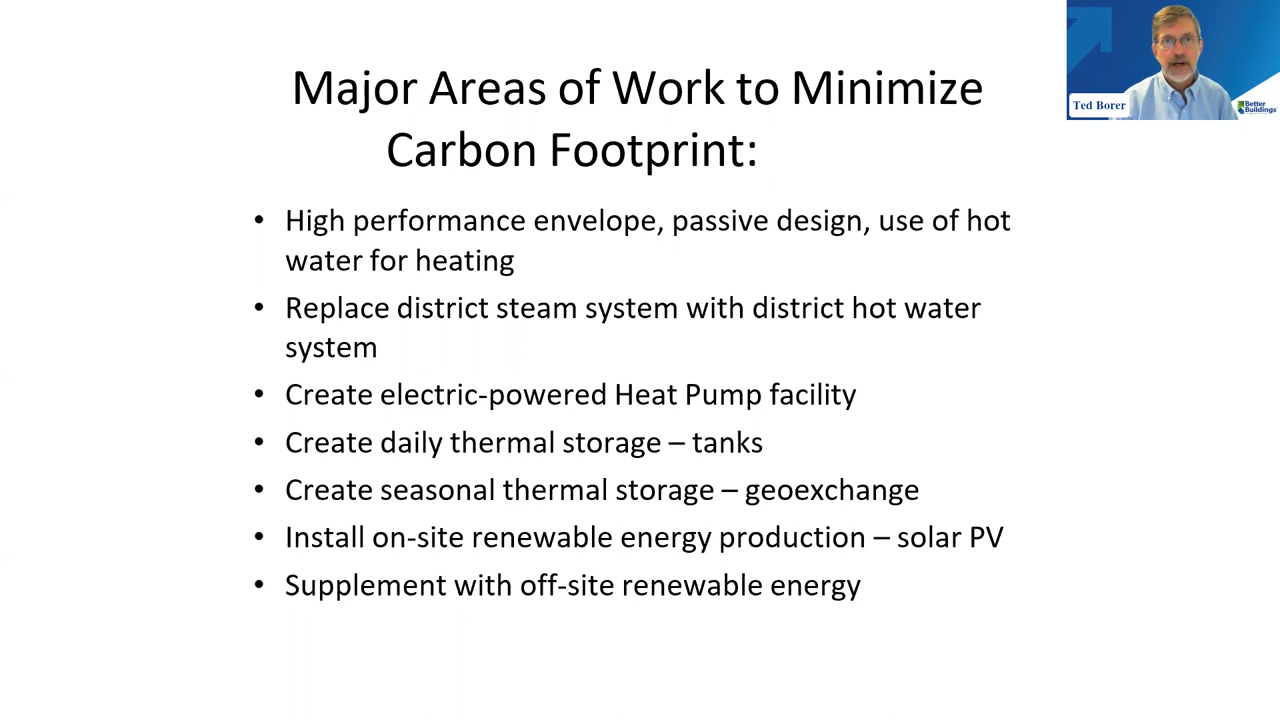 Major Areas of Work to Minimize
Carbon Footprint:
• High performance envelope, passive design, use of hot
water for heating
• Replace district steam system with district hot water
system
• Create electric-powered Heat Pump facility
• Create daily thermal storage – tanks
• Create seasonal thermal storage – geoexchange
• Install on-site renewable energy production – solar PV
• Supplement with off-site renewable energy
Ted Borer
Better
Buildings